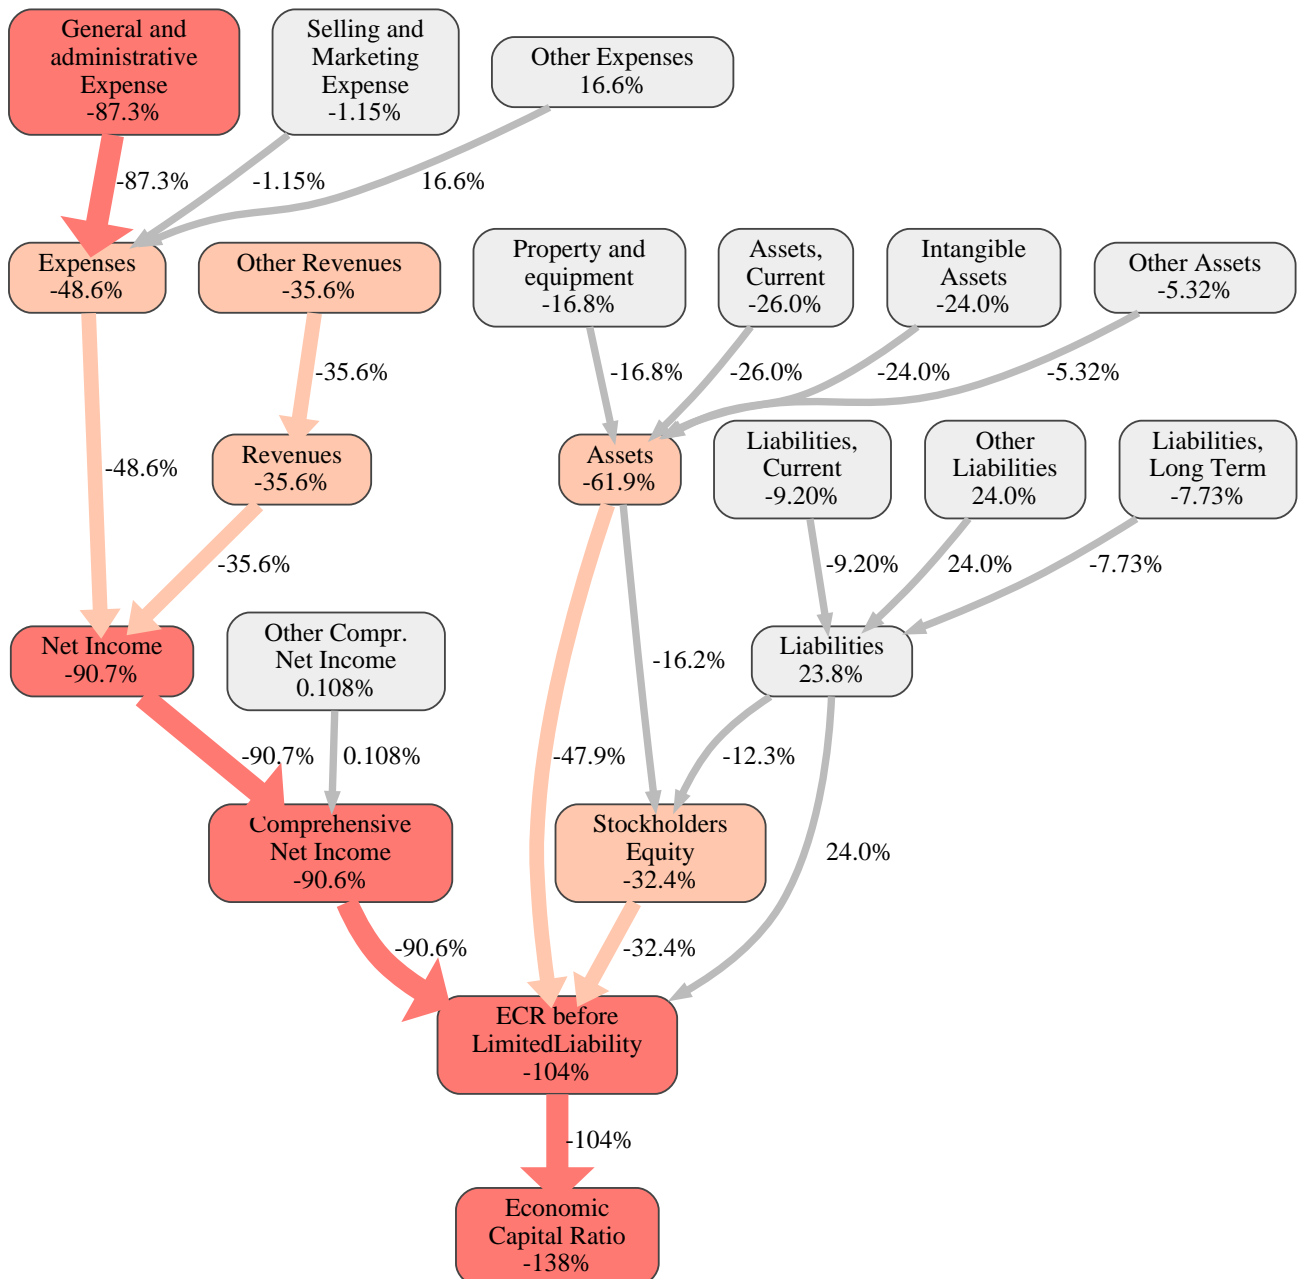 General and
administrative
Expense
-87.3%
Selling and
Marketing
Expense
-1.15%
Other Expenses
16.6%
-87.3%
-1.15%
16.6%
Expenses
-48.6%
Other Revenues
-35.6%
Property and
equipment
-16.8%
Assets,
Current
-26.0%
Intangible
Assets
-24.0%
Other Assets
-5.32%
-35.6%
-16.8%
-26.0%
-24.0%
-5.32%
-48.6%
Revenues
-35.6%
Assets
-61.9%
Liabilities,
Current
-9.20%
Other
Liabilities
24.0%
Liabilities,
Long Term
-7.73%
-35.6%
-9.20%
24.0%
-7.73%
Net Income
-90.7%
Other Compr.
Net Income
0.108%
-16.2%
Liabilities
23.8%
-90.7%
0.108%
-47.9%
-12.3%
Comprehensive
Net Income
-90.6%
Stockholders
Equity
-32.4%
24.0%
-90.6%
-32.4%
ECR before
LimitedLiability
-104%
-104%
Economic
Capital Ratio
-138%